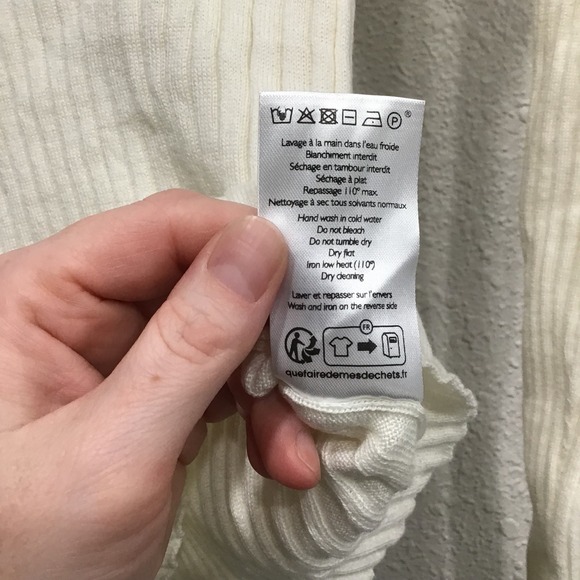 P ®
Lavage à la main dans l'eau froide
Blanchiment interdit
Séchage en tambour interdit
Séchage à plat
Repassage 110° max.
Nettoyage à sec tous solvants normaux
Hand wash in cold water
Do not bleach
Do not tumble dry
Dry flat
Iron low heat (110°)
Dry cleaning
Laver et repasser sur l'envers
Wash and iron on the reverse side
FR
quefairedemesdechets.fr